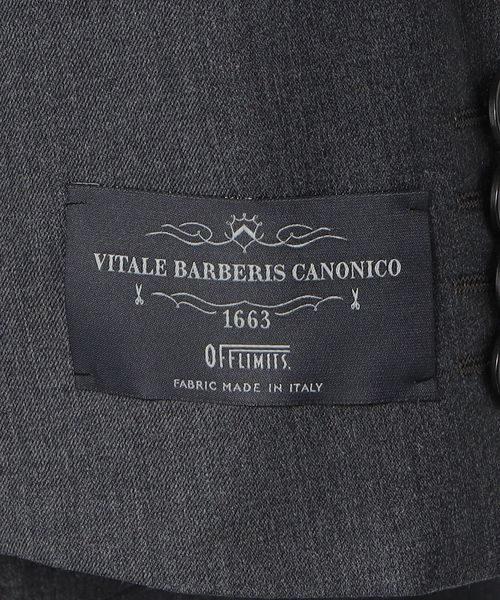 VITALE BARBERIS CANONICO
1663
OFFLIMITS.
FABRIC MADE IN ITALY